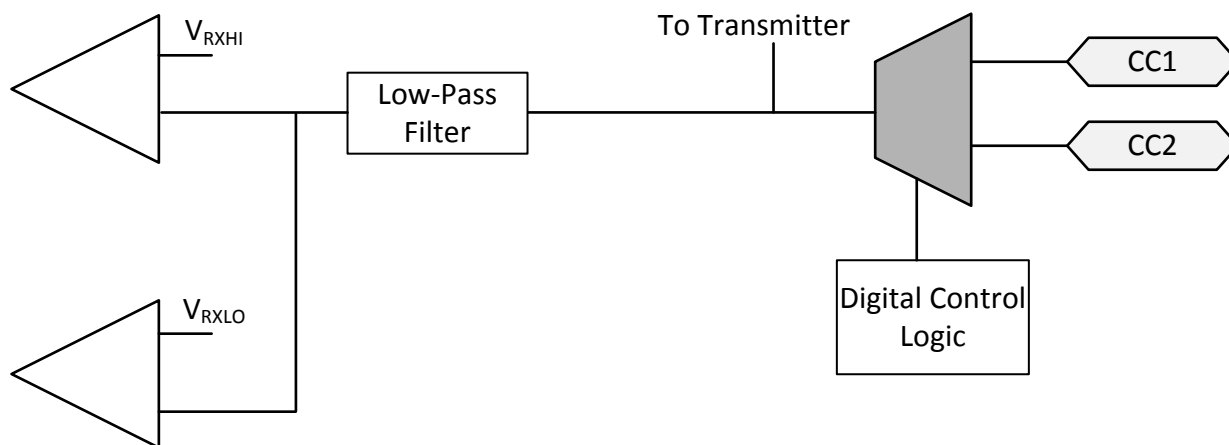 V_RXHI
To Transmitter
CC1
Low-Pass
Filter
CC2
V_RXLO
Digital Control
Logic